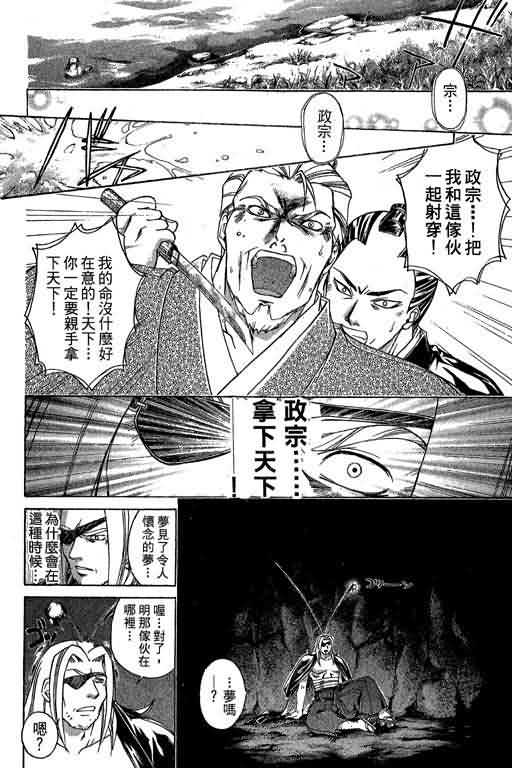 宗…
政宗…
政宗…！把
我和這傢伙
一起射穿！
我的命沒什麼好
在意的！天下…
你一定要親手拿
下天下！
政宗……
拿下天下
！
…夢嗎
—？
夢見了令人
懷念的夢…
為什麼會在
這種時候…
喔…對了，
明那傢伙在
哪裡…
嗯？